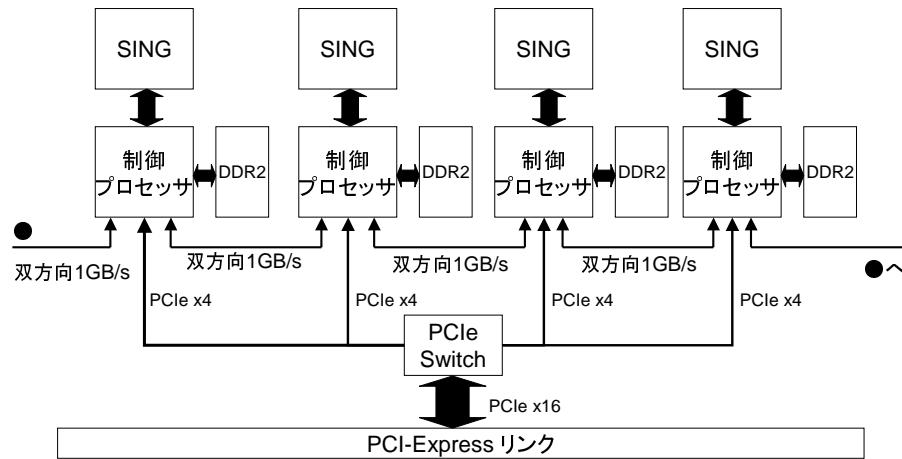 SING
SING
SING
SING
制御
プロセッサ
DDR2
制御
プロセッサ
DDR2
制御
プロセッサ
DDR2
制御
プロセッサ
DDR2
●
双方向1GB/s
双方向1GB/s
双方向1GB/s
双方向1GB/s
●へ
PCIe x4
PCIe x4
PCIe x4
PCIe x4
PCIe
Switch
PCIe x16
PCI-Express リンク